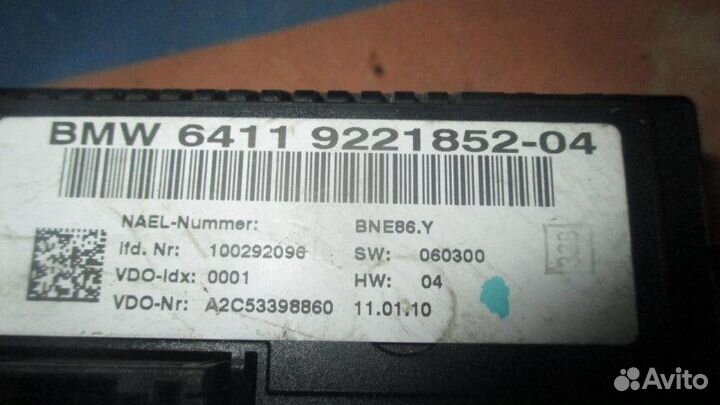 BMW 6411 9221852-04
NAEL-Nummer: BNE86.Y
lfd. Nr: 100292096 SW: 060300
VDO-Idx: 0001 HW: 04
VDO-Nr: A2C53398860 11.01.10
Avito